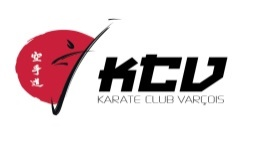 空手道
KCV
KARATE CLUB VARÇOIS